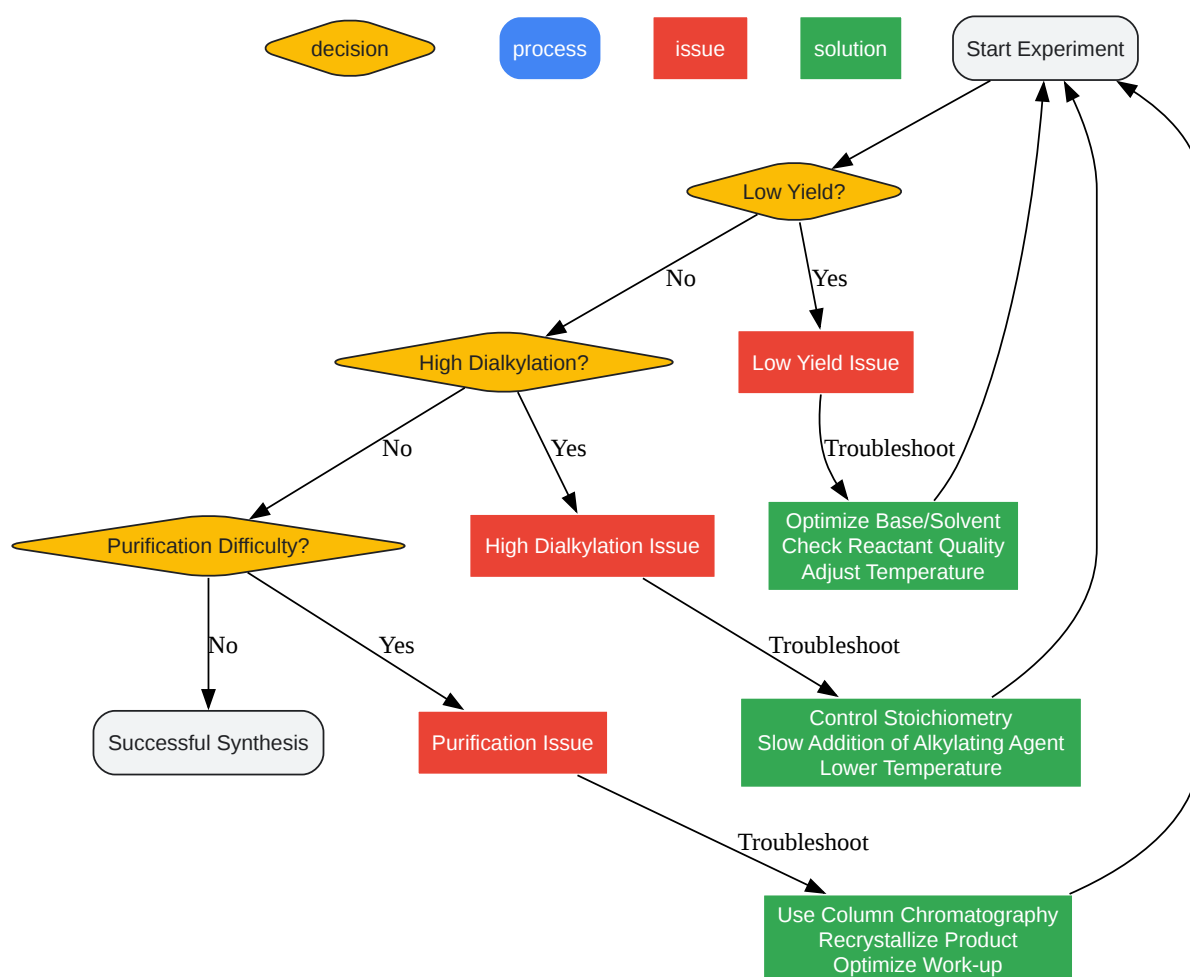 decision
process
issue
solution
Start Experiment
Low Yield?
No
Yes
High Dialkylation?
Low Yield Issue
No
Yes
Troubleshoot
Purification Difficulty?
High Dialkylation Issue
Optimize Base/Solvent
Check Reactant Quality
Adjust Temperature
No
Yes
Troubleshoot
Successful Synthesis
Purification Issue
Control Stoichiometry
Slow Addition of Alkylating Agent
Lower Temperature
Troubleshoot
Use Column Chromatography
Recrystallize Product
Optimize Work-up